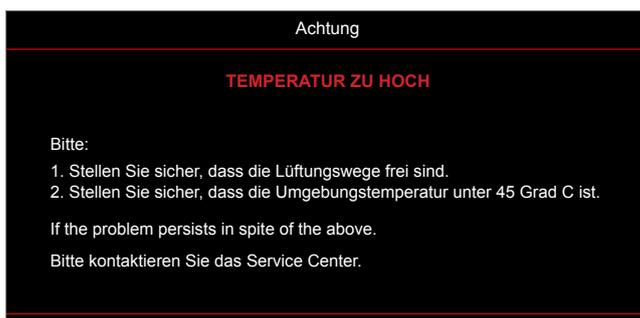 Achtung
TEMPERATUR ZU HOCH
Bitte:
1. Stellen Sie sicher, dass die Lüftungswege frei sind.
2. Stellen Sie sicher, dass die Umgebungstemperatur unter 45 Grad C ist.
If the problem persists in spite of the above.
Bitte kontaktieren Sie das Service Center.